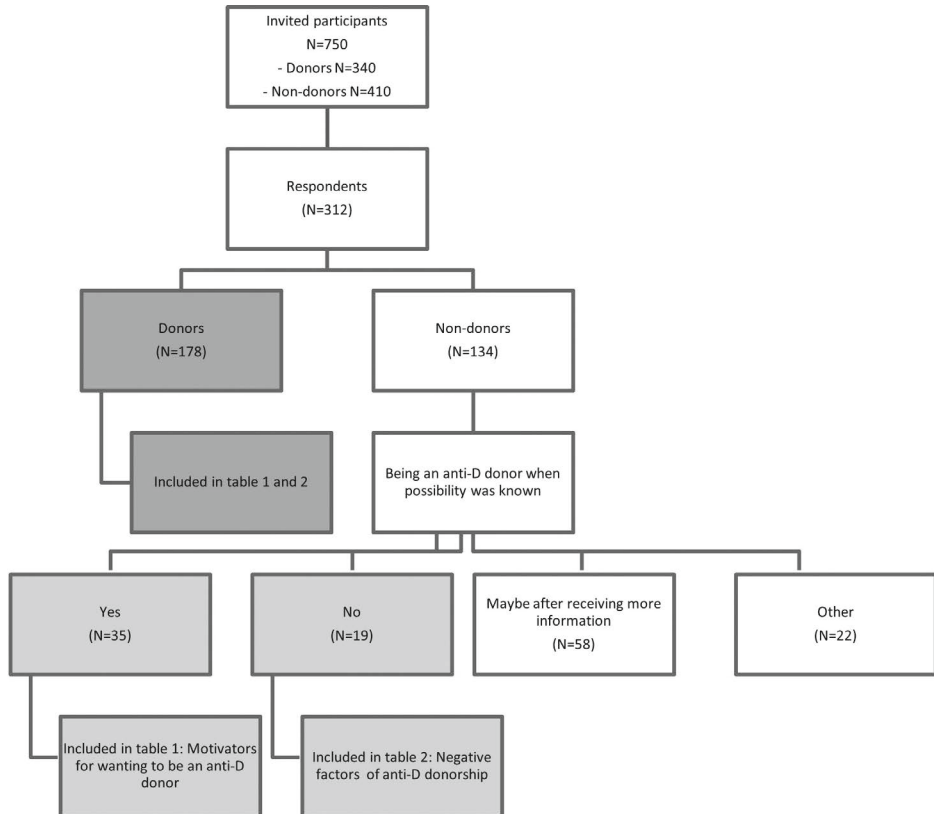 Invited participants
N=750
- Donors N=340
- Non-donors N=410
Respondents
(N=312)
Donors
(N=178)
Non-donors
(N=134)
Included in table 1 and 2
Being an anti-D donor when
possibility was known
Yes
(N=35)
No
(N=19)
Maybe after receiving more
information
(N=58)
Other
(N=22)
Included in table 1: Motivators
for wanting to be an anti-D
donor
Included in table 2: Negative
factors of anti-D donorship